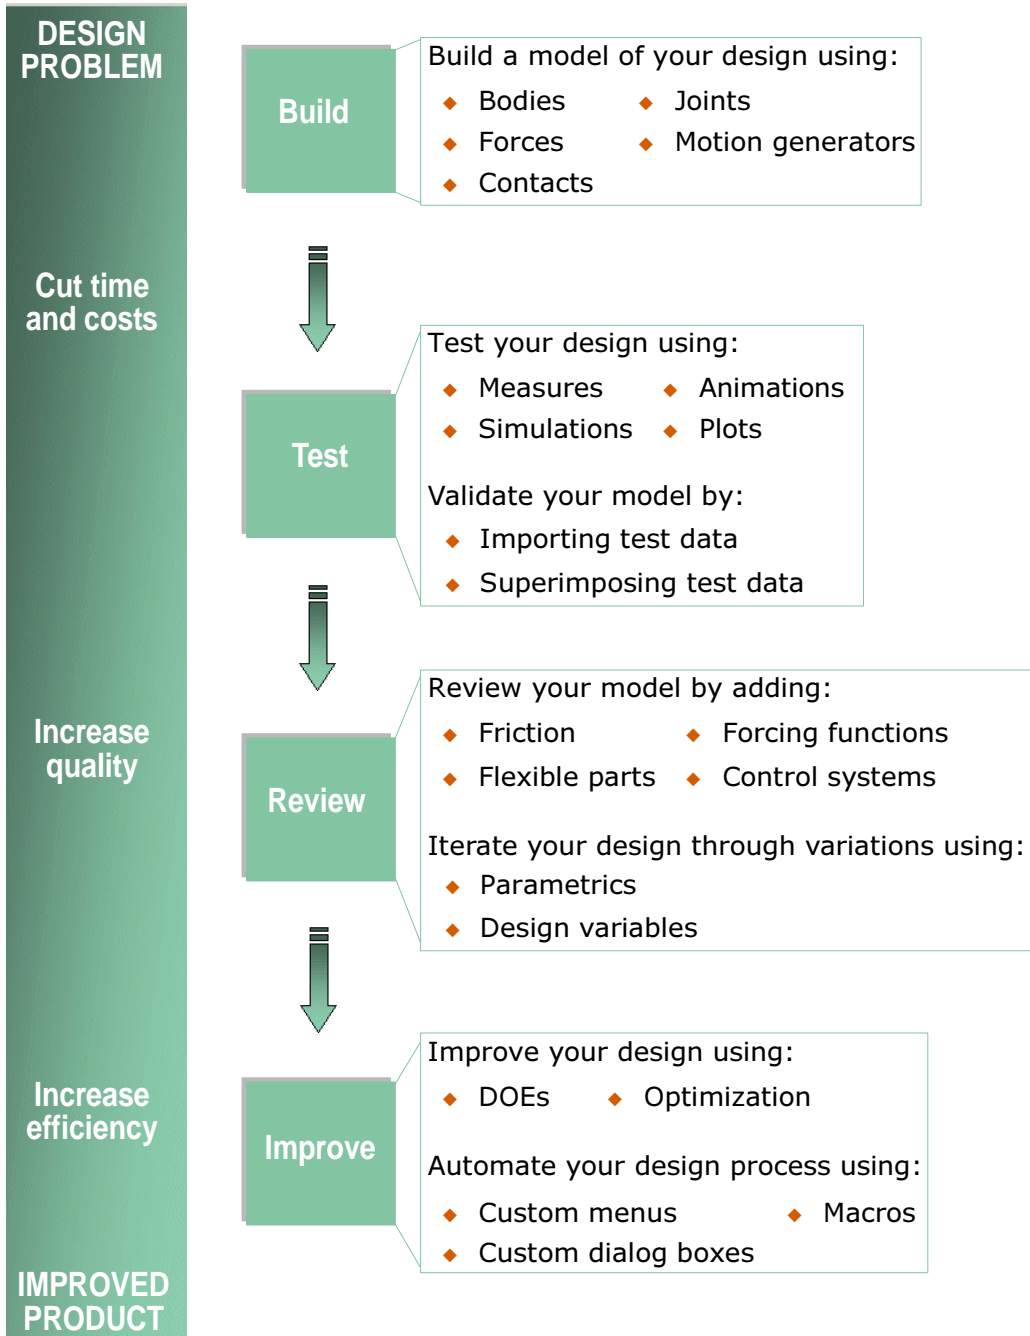 DESIGN
PROBLEM
Build
Build a model of your design using:
Bodies
Joints
Forces
Motion generators
Contacts
Cut time
and costs
Test
Test your design using:
Measures
Animations
Simulations
Plots
Validate your model by:
Importing test data
Superimposing test data
Increase
quality
Review
Review your model by adding:
Friction
Forcing functions
Flexible parts
Control systems
Iterate your design through variations using:
Parametrics
Design variables
Increase
efficiency
Improve
Improve your design using:
DOEs
Optimization
Automate your design process using:
Custom menus
Macros
Custom dialog boxes
IMPROVED
PRODUCT